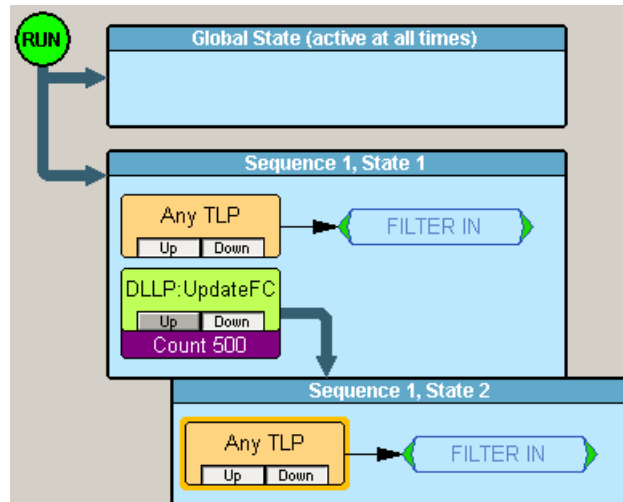 RUN
Global State (active at all times)
Sequence 1, State 1
Any TLP
Up Down
FILTER IN
DLLP:UpdateFC
Up Down
Count 500
Sequence 1, State 2
Any TLP
Up Down
FILTER IN